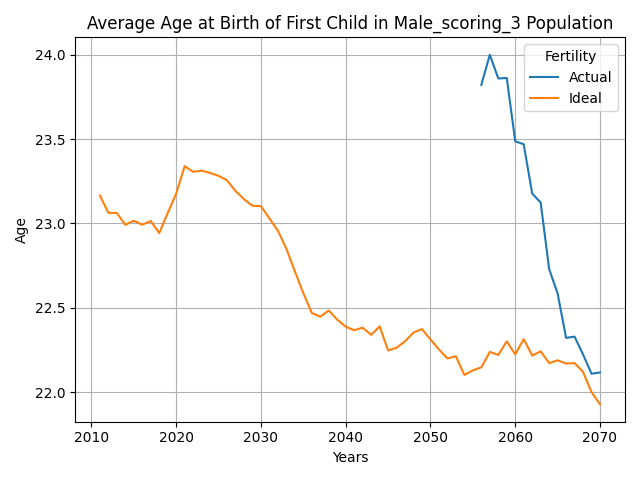 Average Age at Birth of First Child in Male_scoring_3 Population
Fertility
Actual
Ideal
24.0
23.5
23.0
22.5
22.0
Age
2010 2020 2030 2040 2050 2060 2070
Years